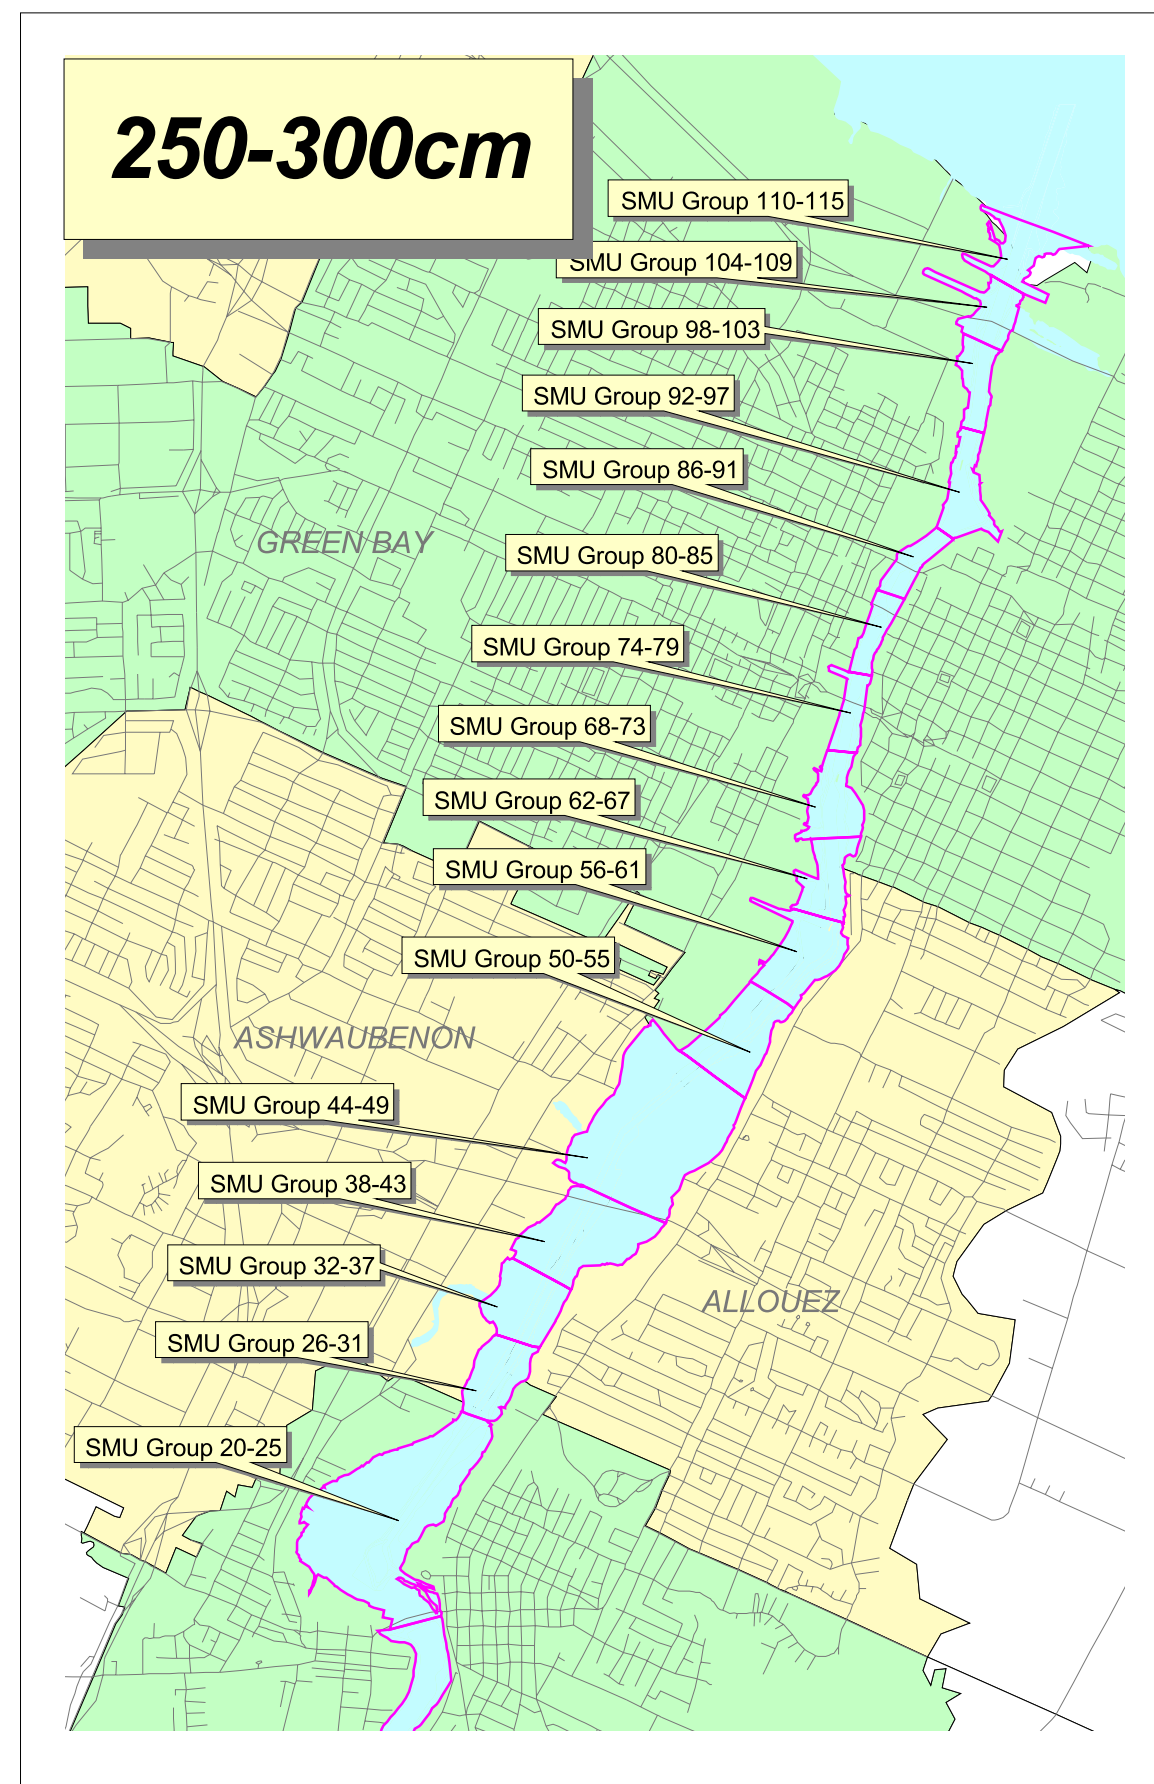 250-300cm
SMU Group 110-115
SMU Group 104-109
SMU Group 98-103
SMU Group 92-97
SMU Group 86-91
GREEN BAY
SMU Group 80-85
SMU Group 74-79
SMU Group 68-73
SMU Group 62-67
SMU Group 56-61
SMU Group 50-55
ASHWAUBENON
SMU Group 44-49
SMU Group 38-43
SMU Group 32-37
ALLOUEZ
SMU Group 26-31
SMU Group 20-25